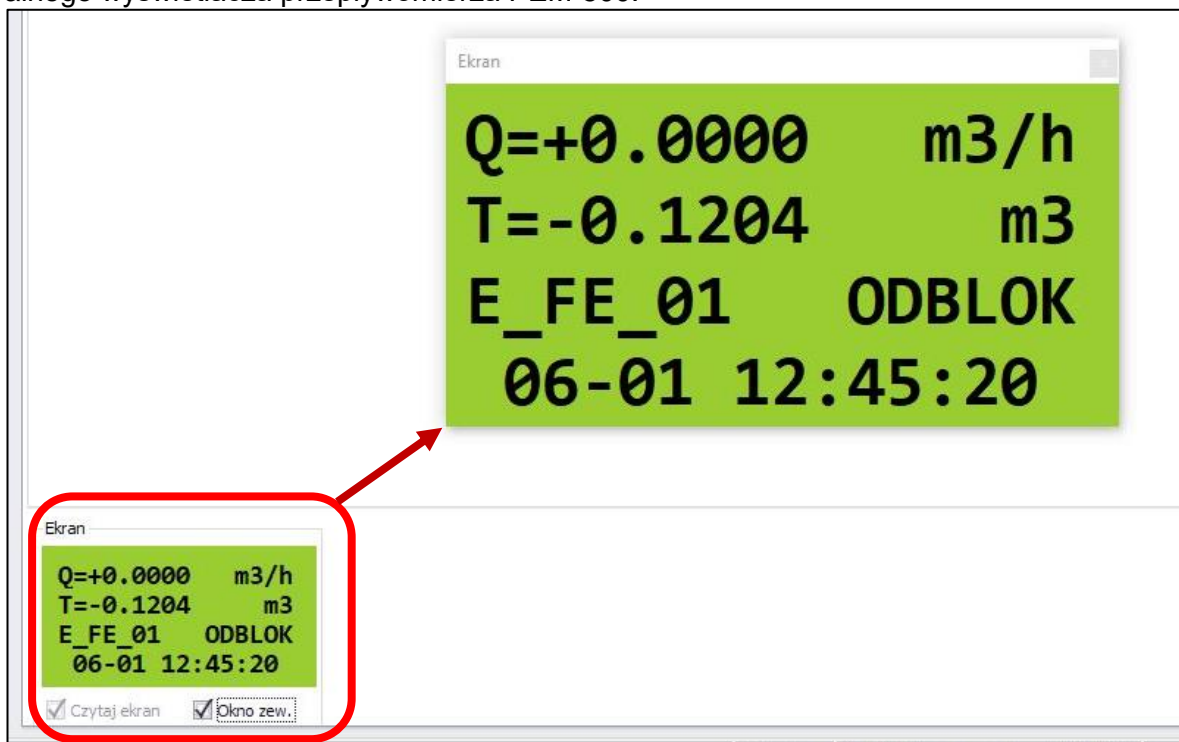 Ekran
Q=+0.0000 m3/h
T=-0.1204 m3
E_FE_01 ODBLOK
06-01 12:45:20
Ekran
Q=+0.0000 m3/h
T=-0.1204 m3
E_FE_01 ODBLOK
06-01 12:45:20
Czytaj ekran Okno zew.